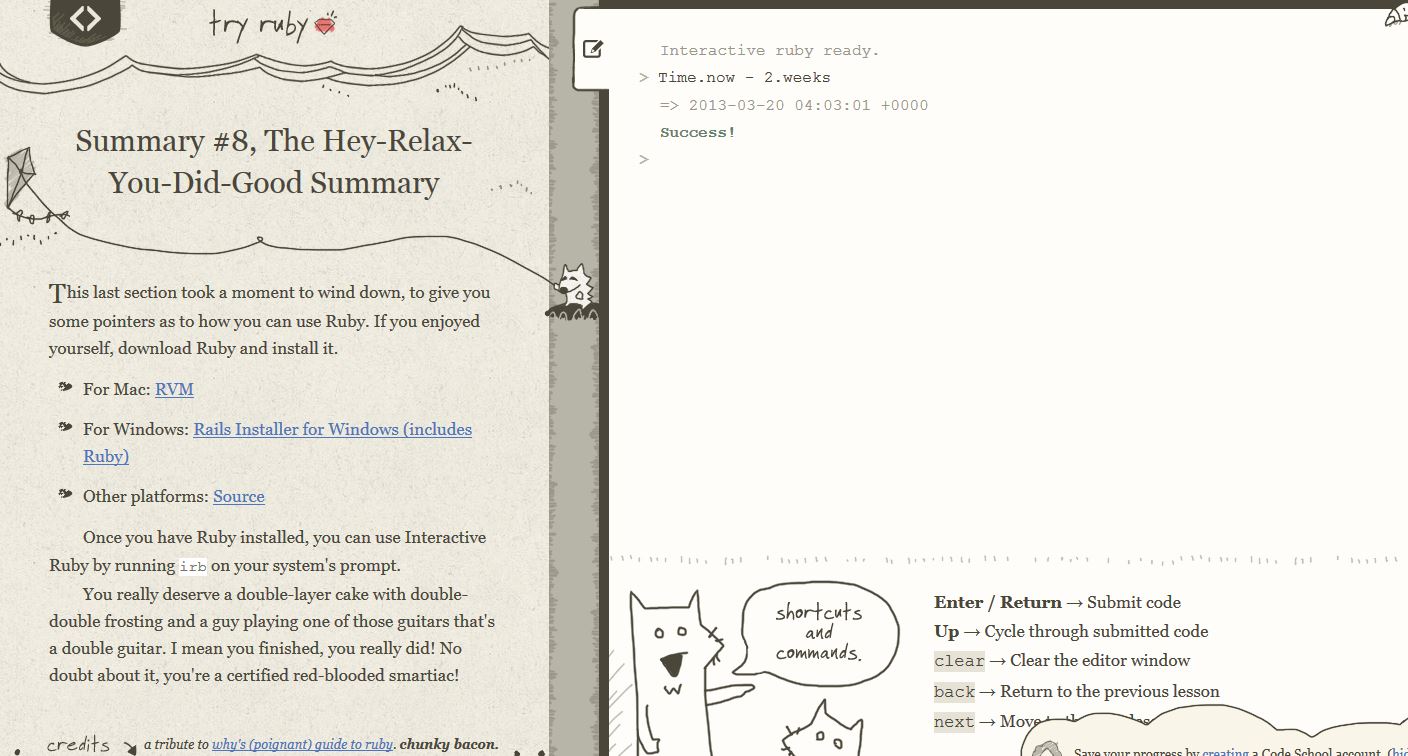 try ruby
Summary #8, The Hey-Relax-
You-Did-Good Summary
This last section took a moment to wind down, to give you
some pointers as to how you can use Ruby. If you enjoyed
yourself, download Ruby and install it.
For Mac: RVM
For Windows: Rails Installer for Windows (includes
Ruby)
Other platforms: Source
Once you have Ruby installed, you can use Interactive
Ruby by running irb on your system's prompt.
You really deserve a double-layer cake with double-
double frosting and a guy playing one of those guitars that's
a double guitar. I mean you finished, you really did! No
doubt about it, you're a certified red-blooded smartiac!
credits a tribute to why's (poignant) guide to ruby. chunky bacon.
Interactive ruby ready.
> Time.now - 2.weeks
=> 2013-03-20 04:03:01 +0000
Success!
>
shortcuts
and
commands.
Enter / Return → Submit code
Up → Cycle through submitted code
clear → Clear the editor window
back → Return to the previous lesson
next → Move
Save your progress by creating a Code School account.